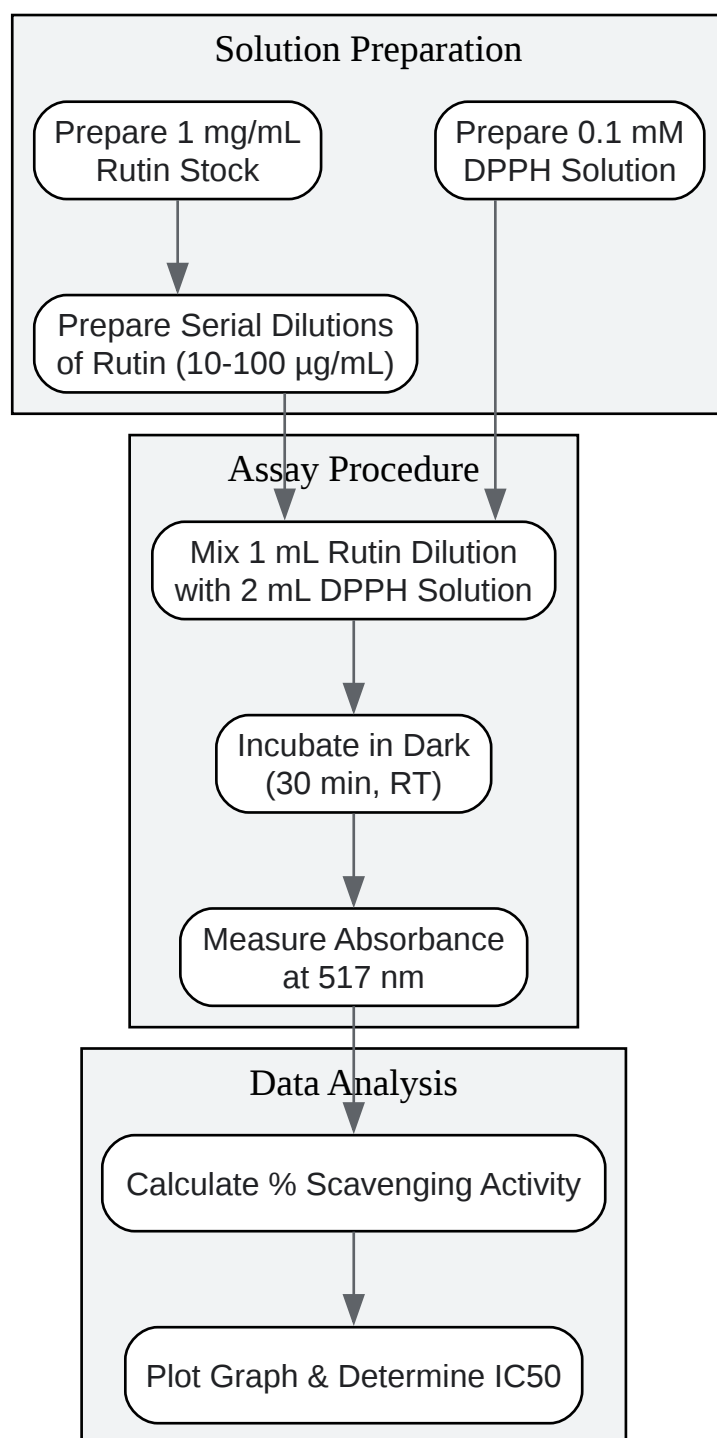 Solution Preparation
Prepare 1 mg/mL
Rutin Stock
Prepare 0.1 mM
DPPH Solution
Prepare Serial Dilutions
of Rutin (10-100 µg/mL)
Assay Procedure
Mix 1 mL Rutin Dilution
with 2 mL DPPH Solution
Incubate in Dark
(30 min, RT)
Measure Absorbance
at 517 nm
Data Analysis
Calculate % Scavenging Activity
Plot Graph & Determine IC50